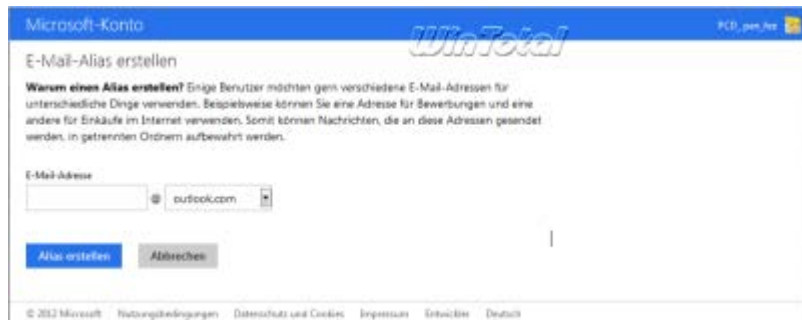 Microsoft-Konto
WinTotal
E-Mail-Alias erstellen
Warum einen Alias erstellen? Einige Benutzer möchten gern verschiedene E-Mail-Adressen für
unterschiedliche Dinge verwenden. Beispielsweise können Sie eine Adresse für Bewerbungen und eine
andere für Einkäufe im Internet verwenden. Somit können Nachrichten, die an diese Adressen gesendet
werden, in getrennten Ordnern aufbewahrt werden.
E-Mail-Adresse
@ outlook.com
Alias erstellen Abbrechen
© 2012 Microsoft Nutzungsbedingungen Datenschutz und Cookies Impressum Entwickler Deutsch